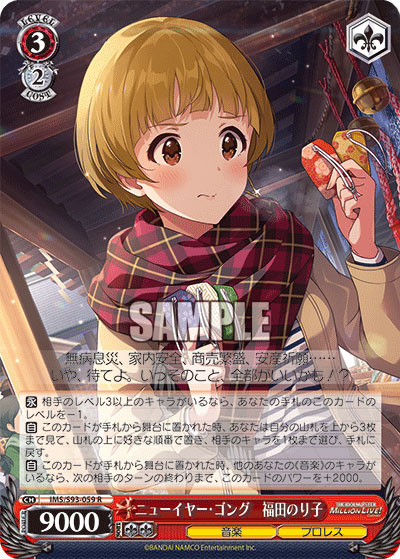 LEVEL
3
2
COST
SAMPLE
無病息災、家内安全、商売繁盛、安産祈願……
いや、待てよ。いっそのこと、全部がいいかも!?
永 相手のレベル3以上のキャラがいるなら、あなたの手札のこのカードの
レベルを－1。
自 このカードが手札から舞台に置かれた時、あなたは自分の山札を上から3枚
まで見て、山札の上に好きな順番で置き、相手のキャラを1枚まで選び、手札に
戻す。
自 このカードが手札から舞台に置かれた時、他のあなたの《音楽》のキャラが
いるなら、次の相手のターンの終わりまで、このカードのパワーを＋2000。
CH
IMS/S93-059 R
POWER
9000
ニューイヤー・ゴング 福田のり子
THE IDOLM@STER
MILLION LIVE!
音楽
プロレス
©BANDAI NAMCO Entertainment Inc.